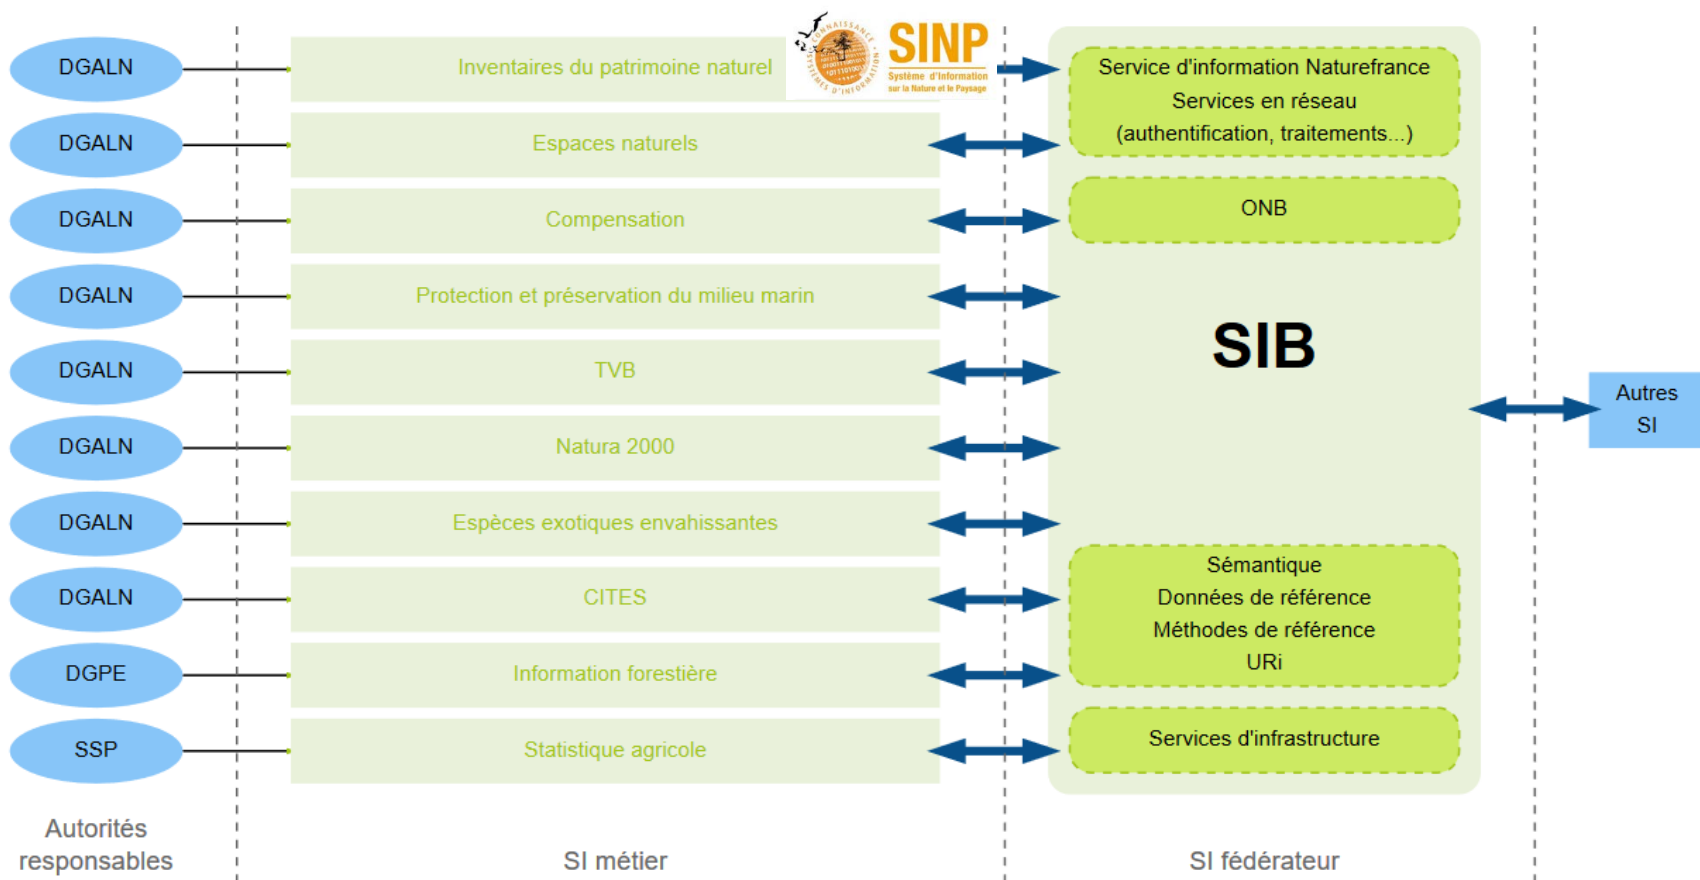 DGALN
Inventaires du patrimoine naturel
SINP
Système d'Information
sur la Nature et le Paysage
CONNAISSANCE
SYSTÈMES D'INFORMATION
Service d'information Naturefrance
Services en réseau
(authentification, traitements...)
DGALN
Espaces naturels
DGALN
Compensation
ONB
DGALN
Protection et préservation du milieu marin
SIB
DGALN
TVB
Autres
SI
DGALN
Natura 2000
DGALN
Espèces exotiques envahissantes
DGALN
CITES
Sémantique
Données de référence
Méthodes de référence
URi
DGPE
Information forestière
SSP
Statistique agricole
Services d'infrastructure
Autorités
responsables
SI métier
SI fédérateur